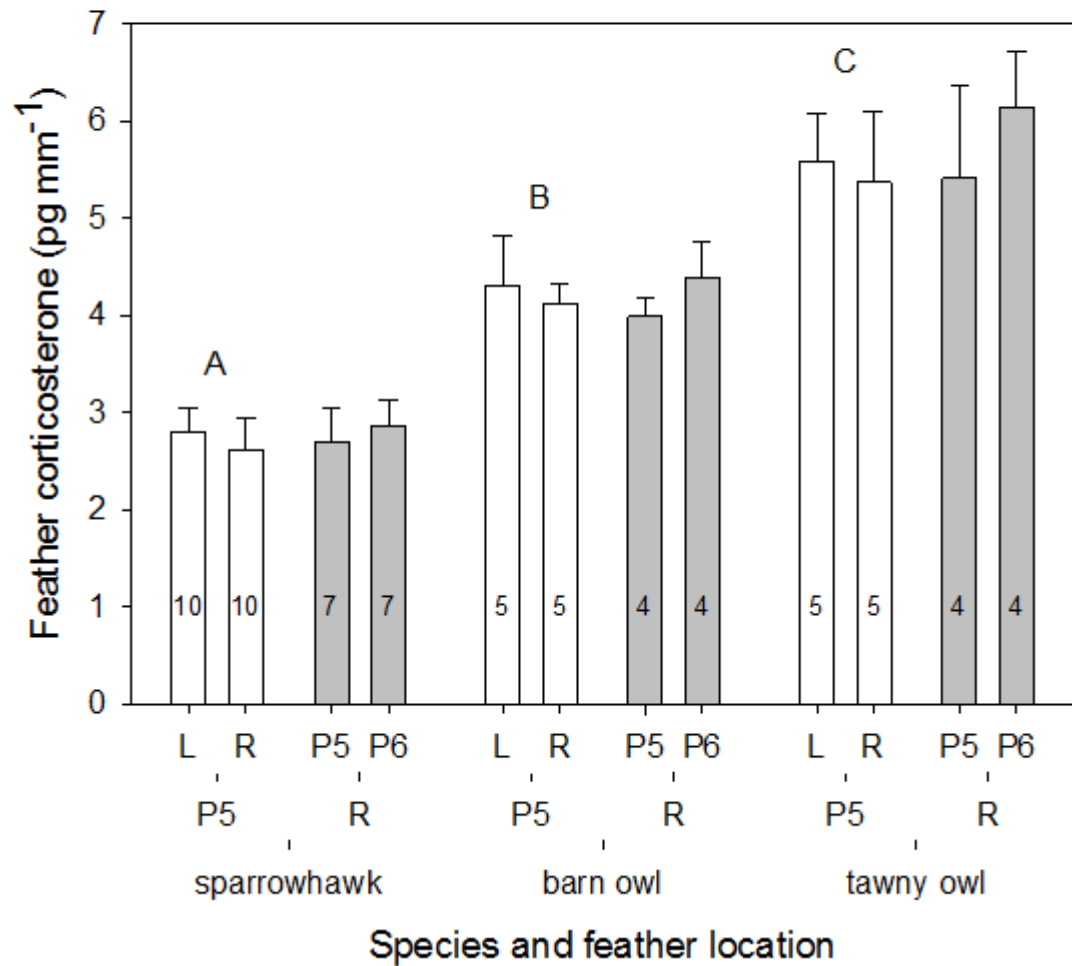 Feather corticosterone (pg mm⁻¹)
7
6
5
4
3
2
1
0
A
B
C
10 10 7 7 5 5 4 4 5 5 4 4
L R P5 P6 L R P5 P6 L R P5 P6
P5 R P5 R P5 R
sparrowhawk barn owl tawny owl
Species and feather location